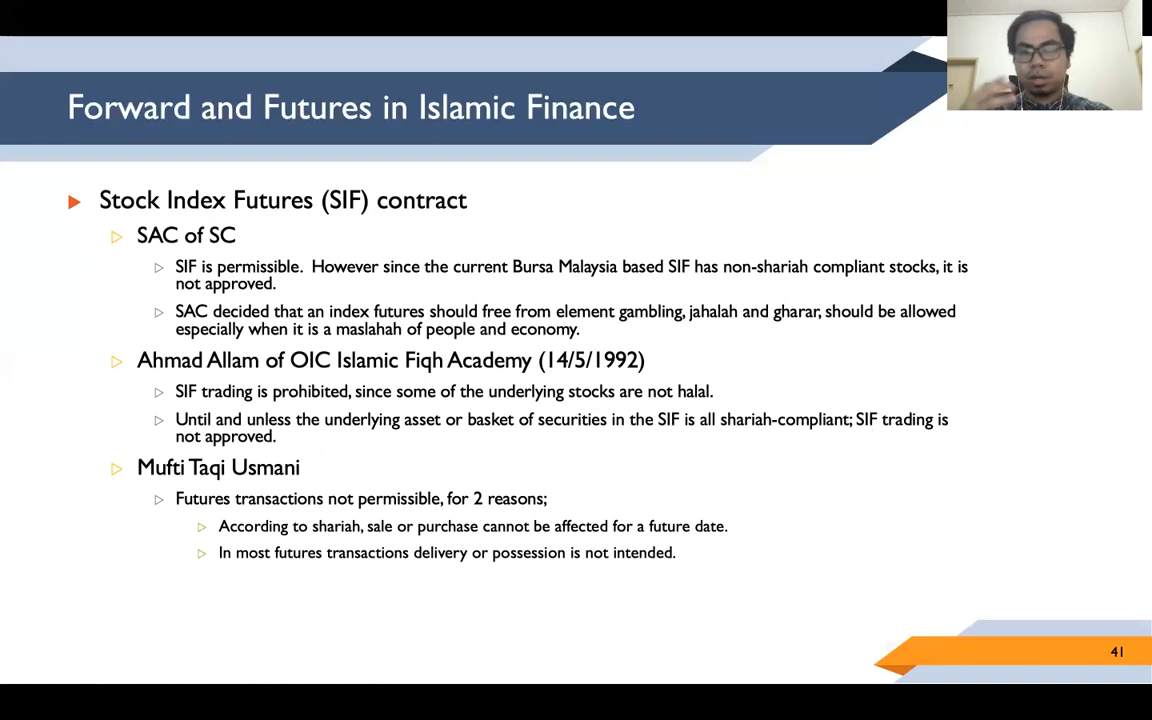 Forward and Futures in Islamic Finance
Stock Index Futures (SIF) contract
SAC of SC
SIF is permissible. However since the current Bursa Malaysia based SIF has non-shariah compliant stocks, it is
not approved.
SAC decided that an index futures should free from element gambling, jahalah and gharar, should be allowed
especially when it is a maslahah of people and economy.
Ahmad Allam of OIC Islamic Fiqh Academy (14/5/1992)
SIF trading is prohibited, since some of the underlying stocks are not halal.
Until and unless the underlying asset or basket of securities in the SIF is all shariah-compliant; SIF trading is
not approved.
Mufti Taqi Usmani
Futures transactions not permissible, for 2 reasons;
According to shariah, sale or purchase cannot be affected for a future date.
In most futures transactions delivery or possession is not intended.
41